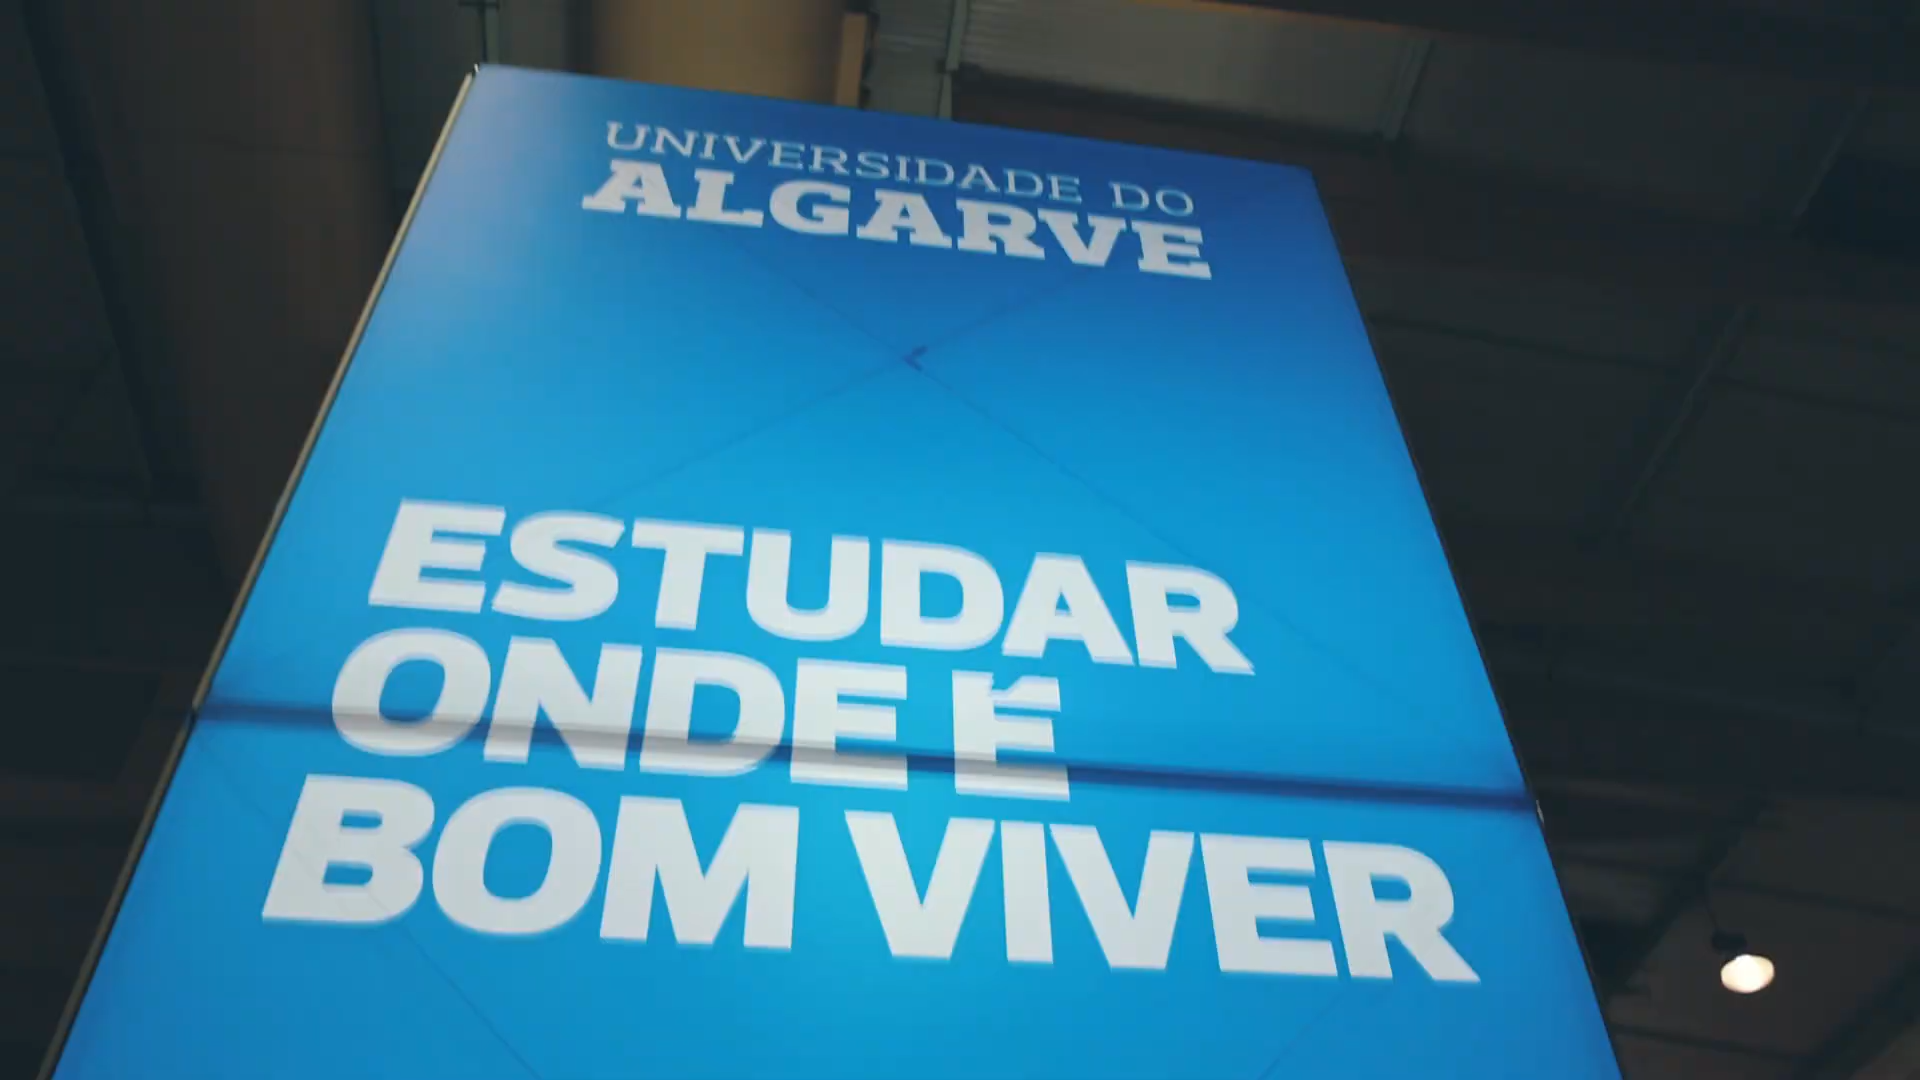 UNIVERSIDADE DO
ALGARVE
ESTUDAR
ONDE É
BOM VIVER